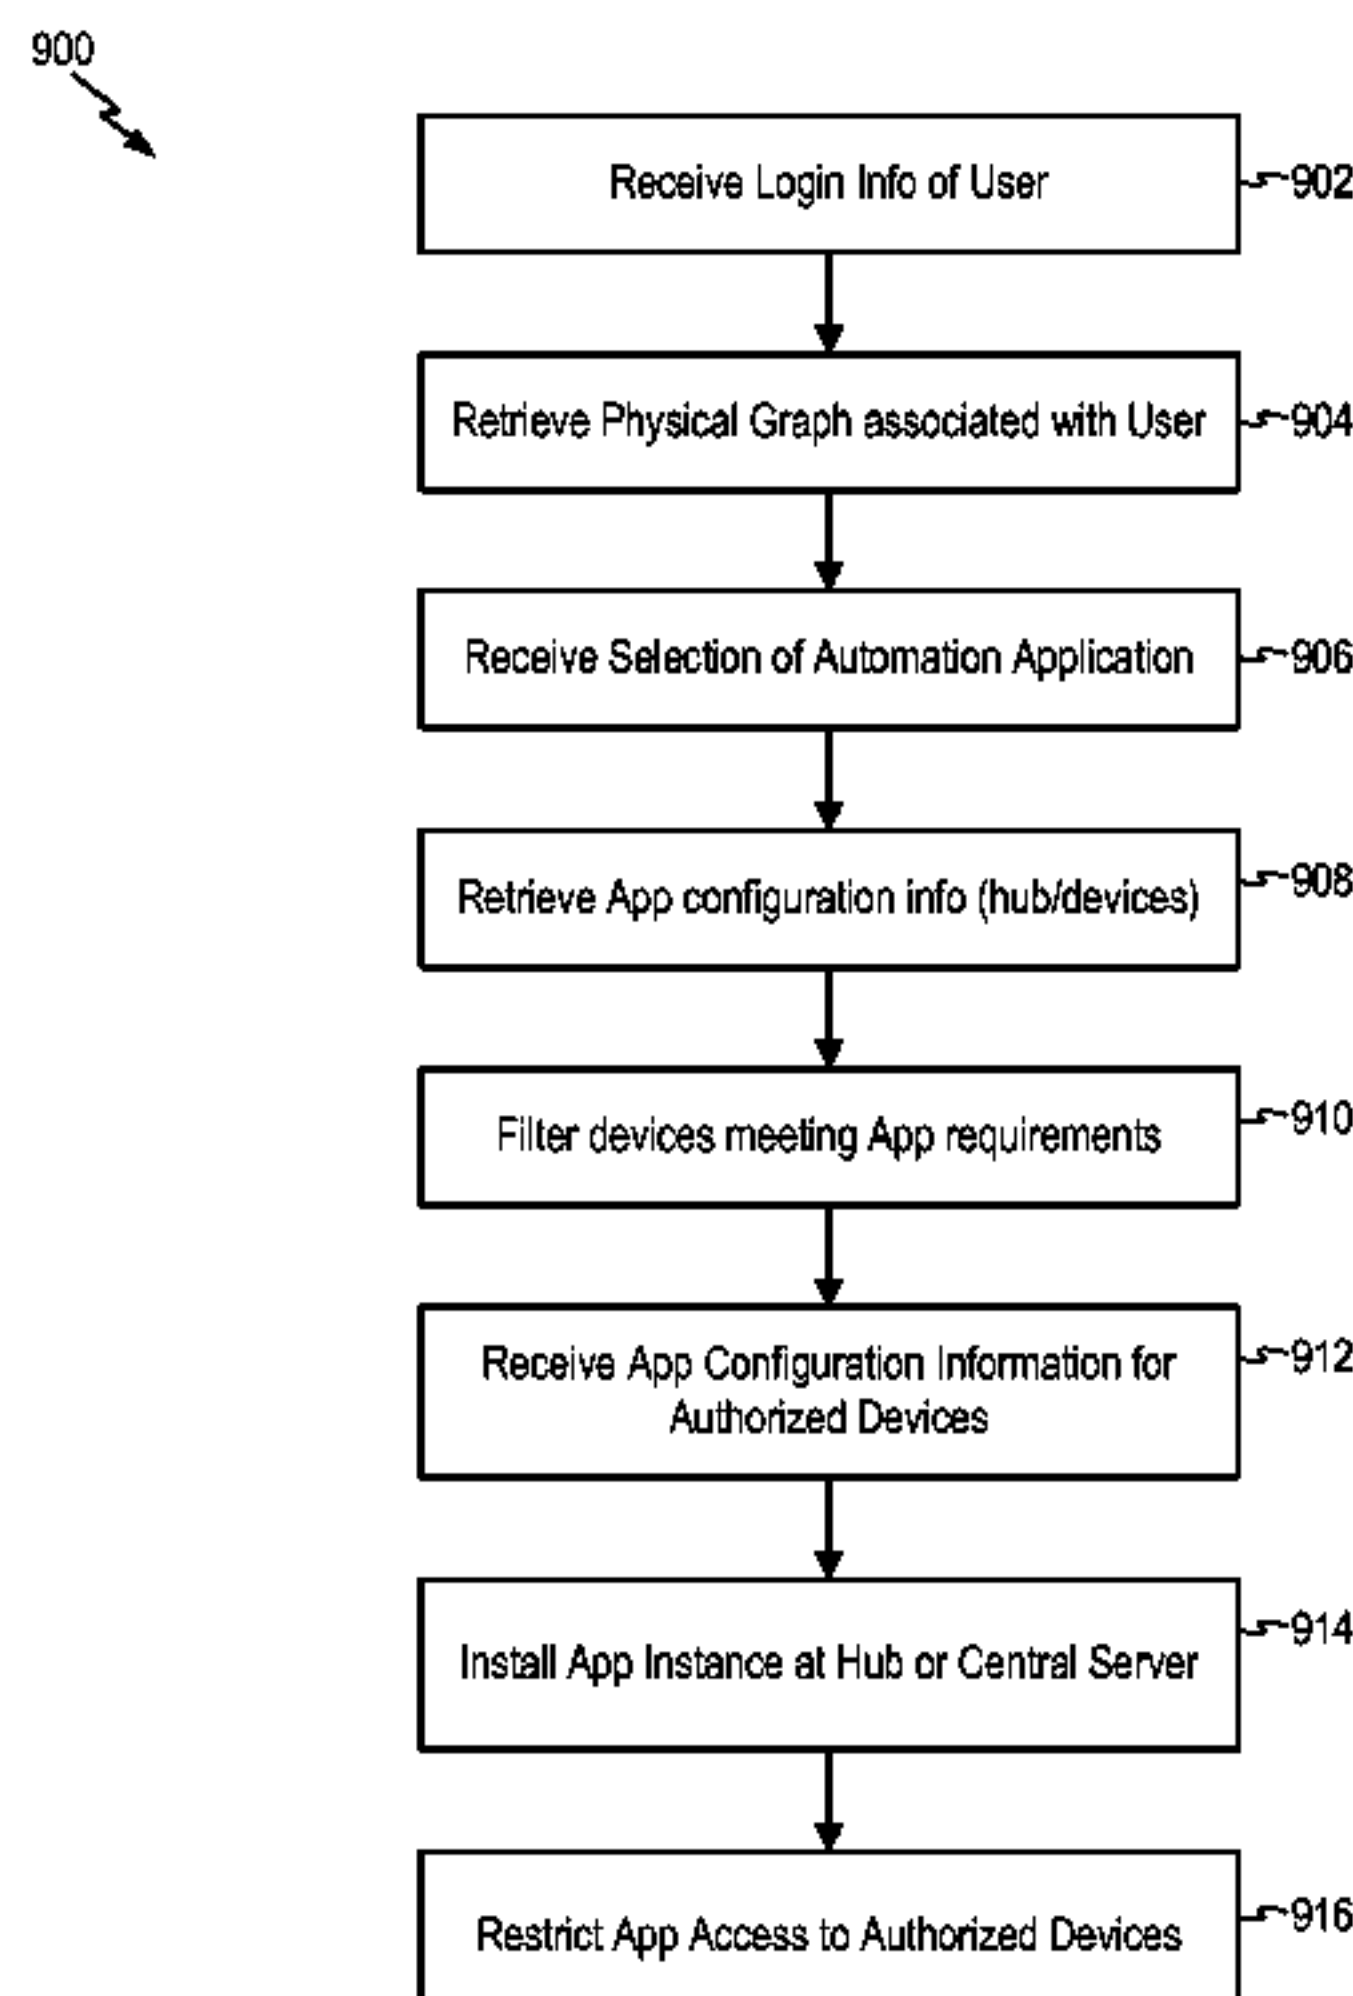 900
Receive Login Info of User
902
Retrieve Physical Graph associated with User
904
Receive Selection of Automation Application
906
Retrieve App configuration info (hub/devices)
908
Filter devices meeting App requirements
910
Receive App Configuration Information for
Authorized Devices
912
Install App Instance at Hub or Central Server
914
Restrict App Access to Authorized Devices
916